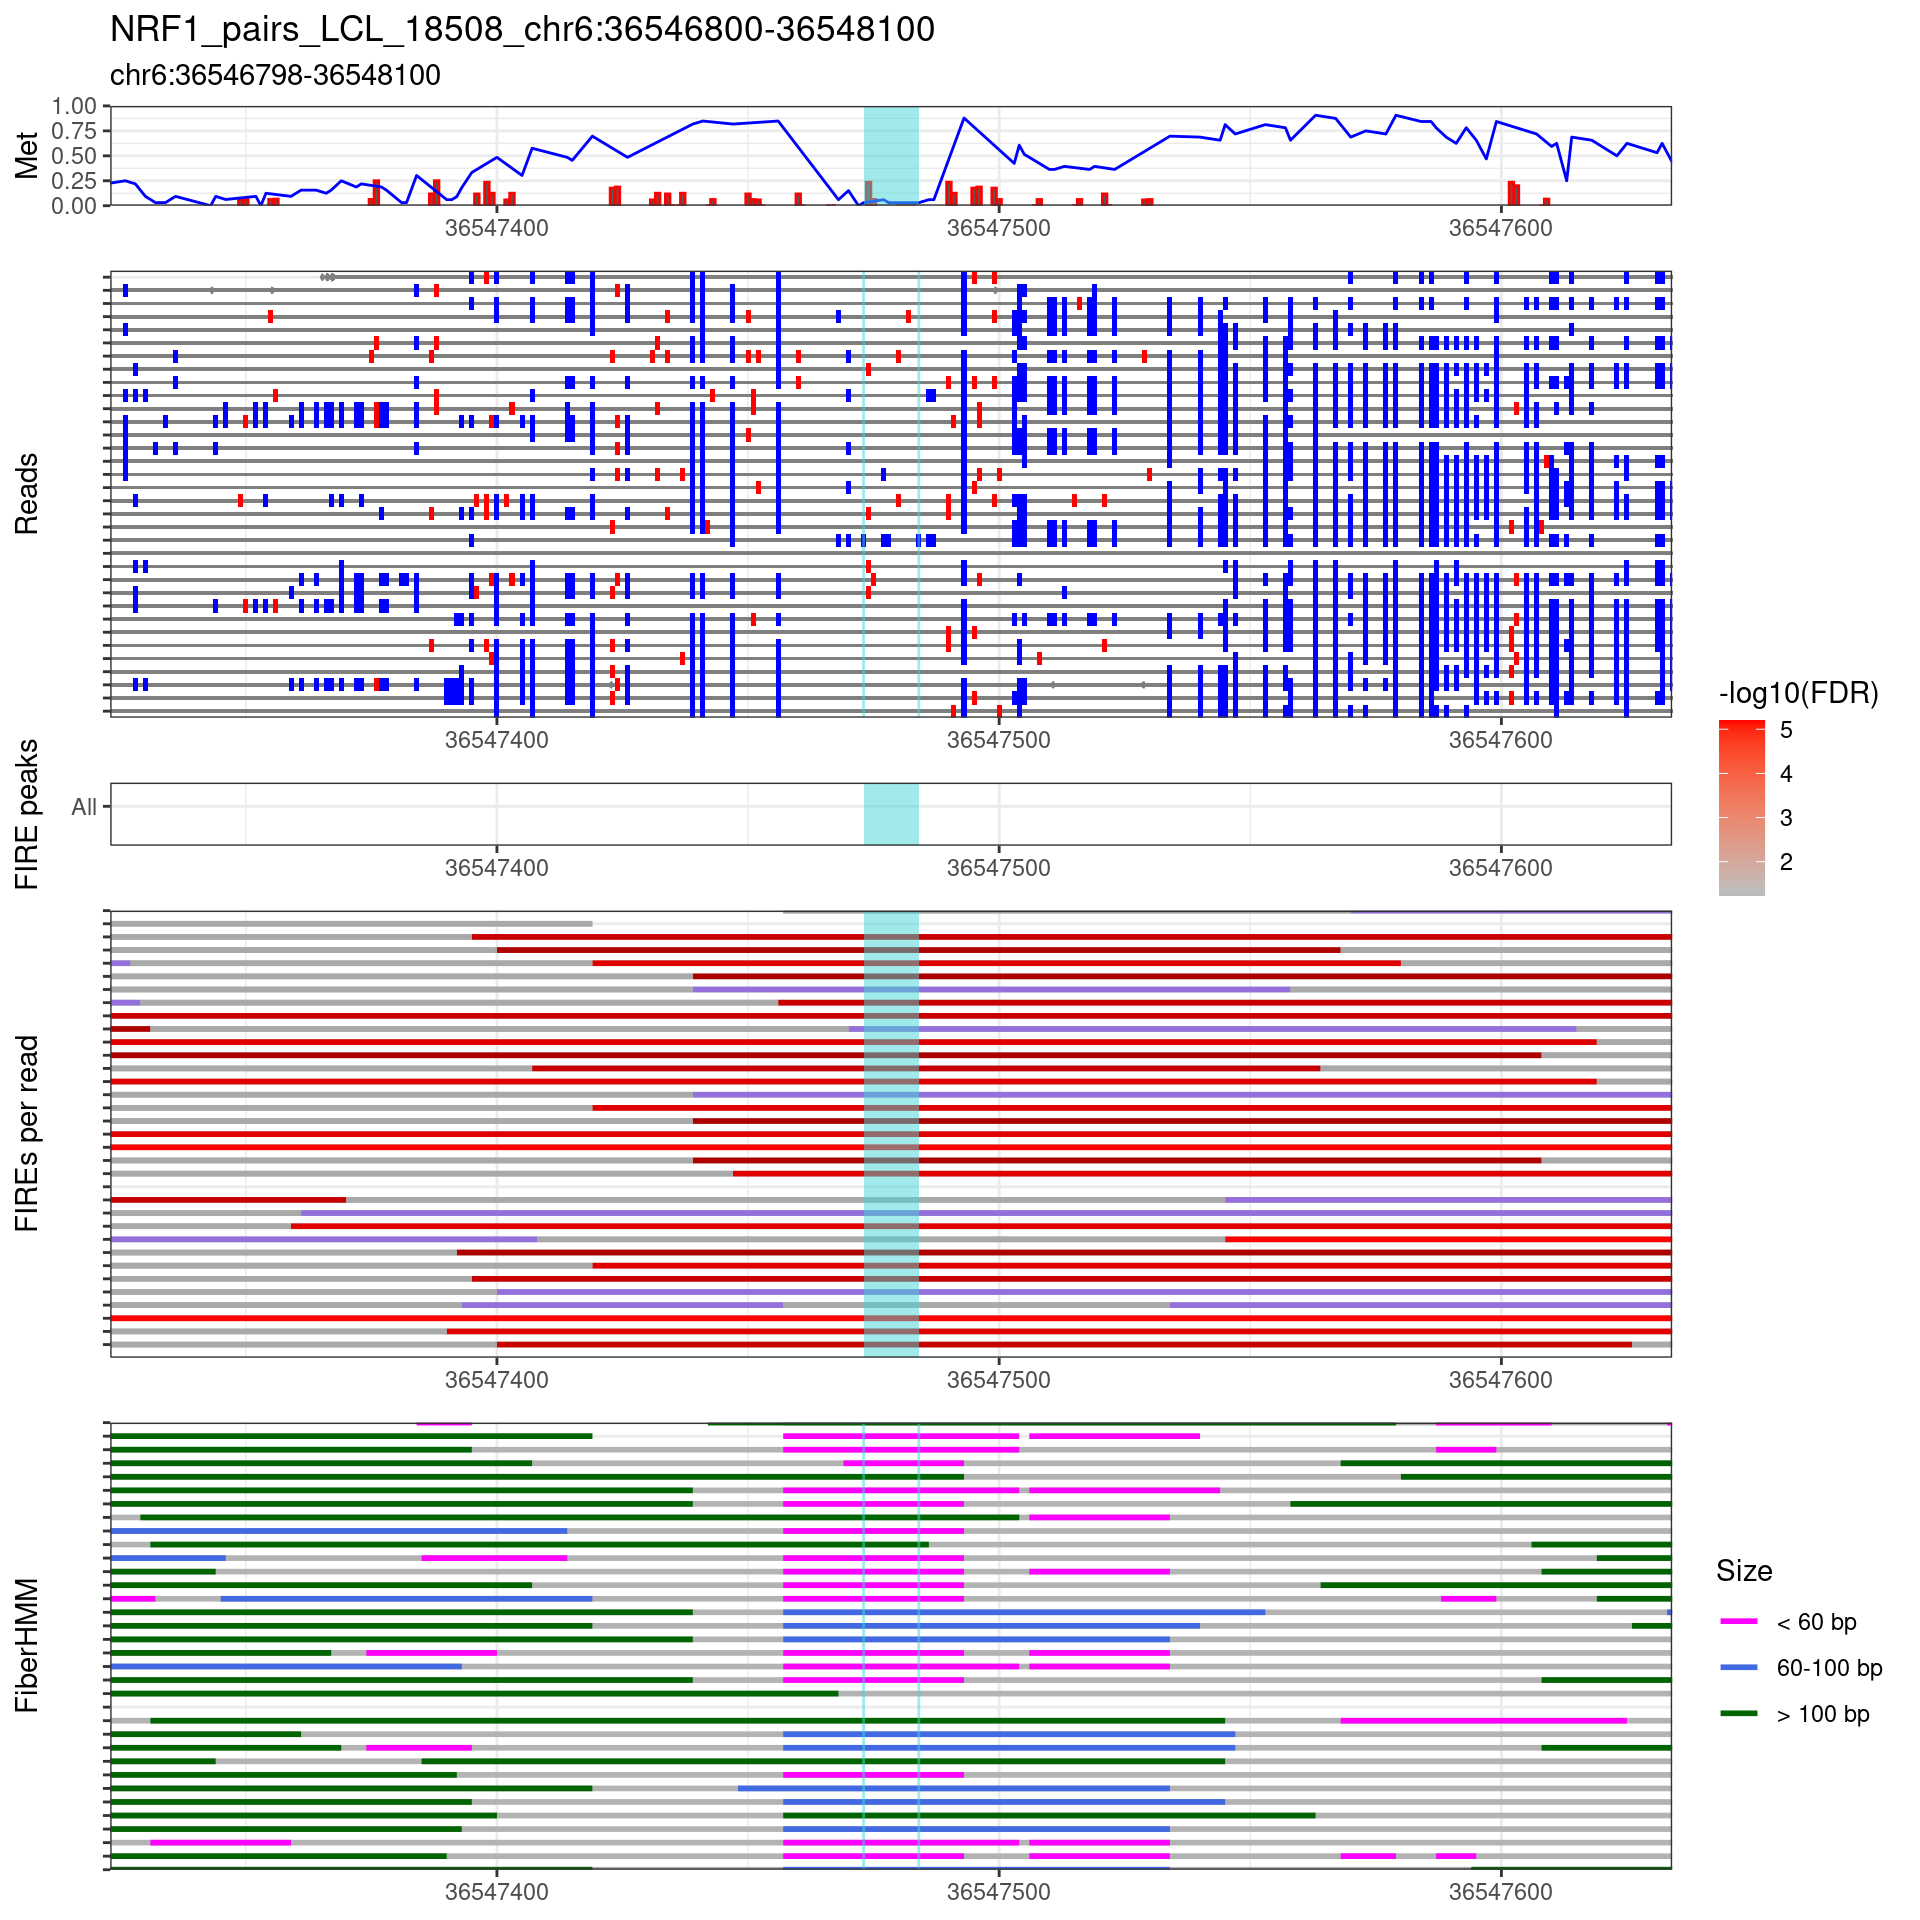 NRF1_pairs_LCL_18508_chr6:36546800-36548100
chr6:36546798-36548100
Met
1.00
0.75
0.50
0.25
0.00
36547400 36547500 36547600
Reads
36547400 36547500 36547600
-log10(FDR)
5
4
3
2
FIRE peaks
All
36547400 36547500 36547600
FIREs per read
36547400 36547500 36547600
FiberHMM
Size
< 60 bp
60-100 bp
> 100 bp
36547400 36547500 36547600